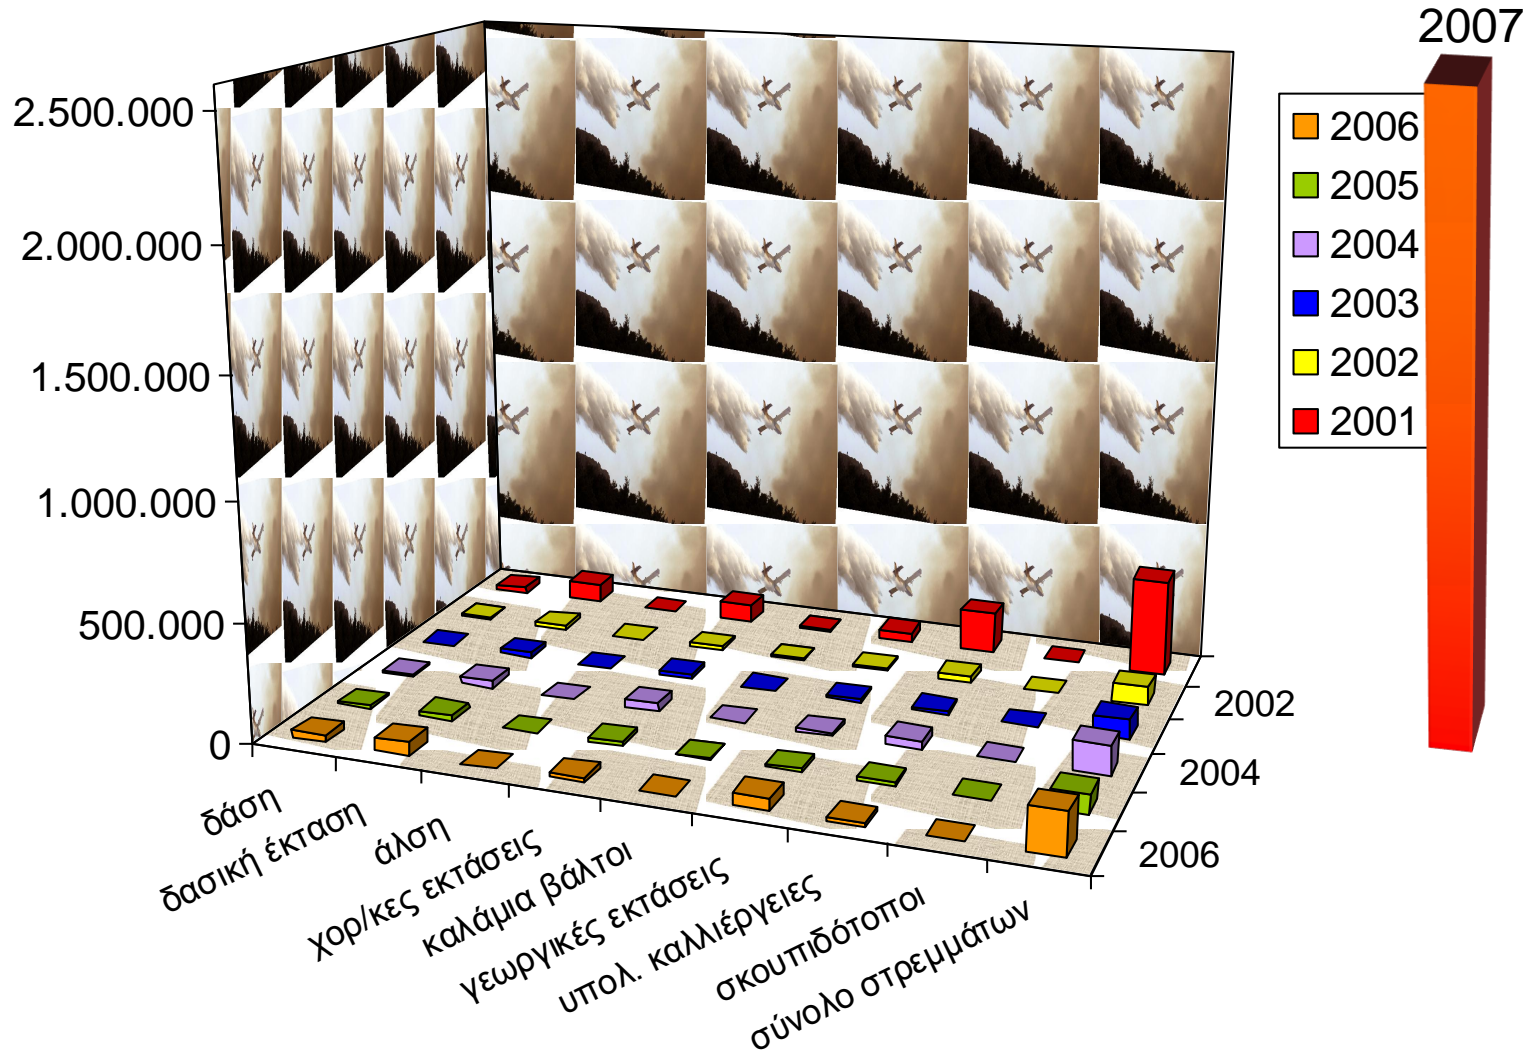 2007
2.500.000
2.000.000
1.500.000
1.000.000
500.000
0
2006
2005
2004
2003
2002
2001
2002
2004
2006
δάση
δασική έκταση
άλση
χορ/κες εκτάσεις
καλάμια βάλτοι
γεωργικές εκτάσεις
υπολ. καλλιέργειες
σκουπιδότοποι
σύνολο στρεμμάτων